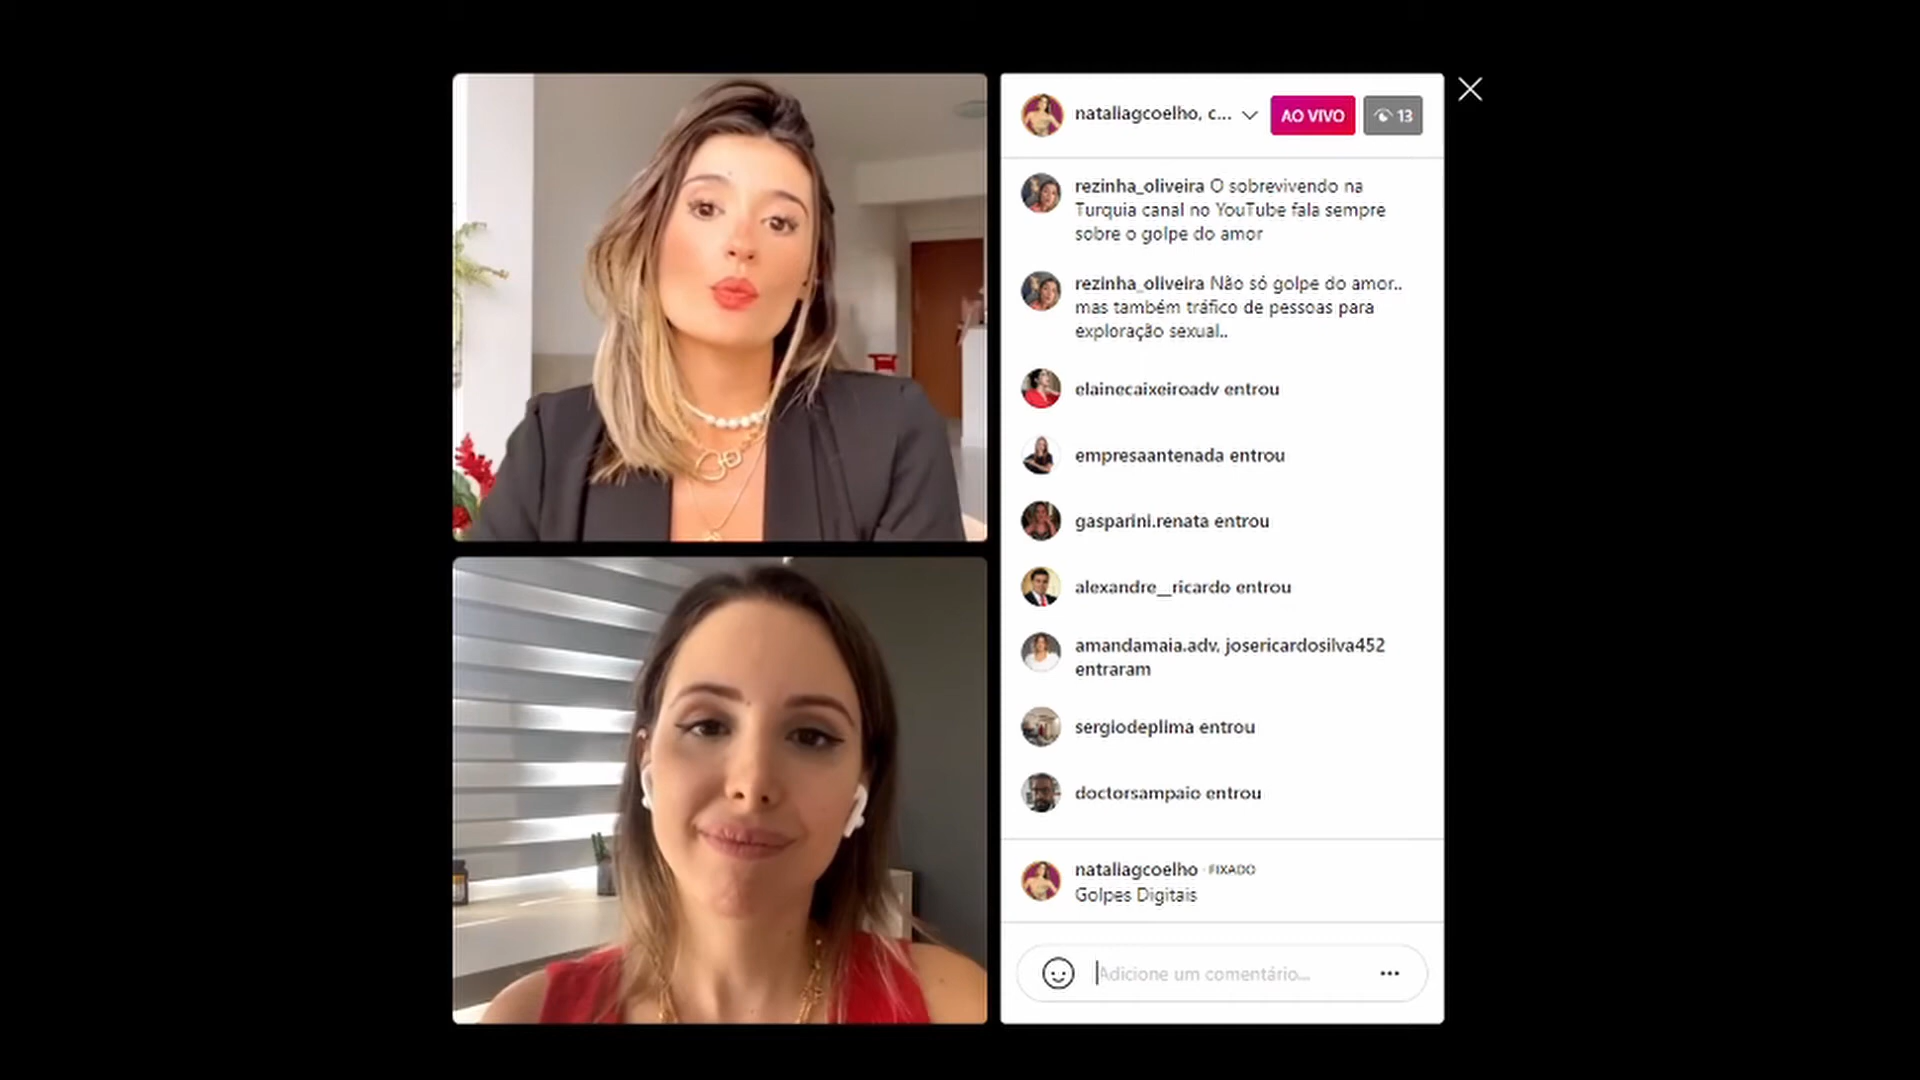 nataliagcoelho, c...
AO VIVO
13
rezinha_oliveira O sobrevivendo na
Turquia canal no YouTube fala sempre
sobre o golpe do amor
rezinha_oliveira Não só golpe do amor..
mas também tráfico de pessoas para
exploração sexual..
elainecaixeiroadv entrou
empresaantenada entrou
gasparini.renata entrou
alexandre__ricardo entrou
amandamaia.adv, josericardosilva452
entraram
sergiodeplima entrou
doctorsampaio entrou
nataliagcoelho · FIXADO
Golpes Digitais
Adicione um comentário...